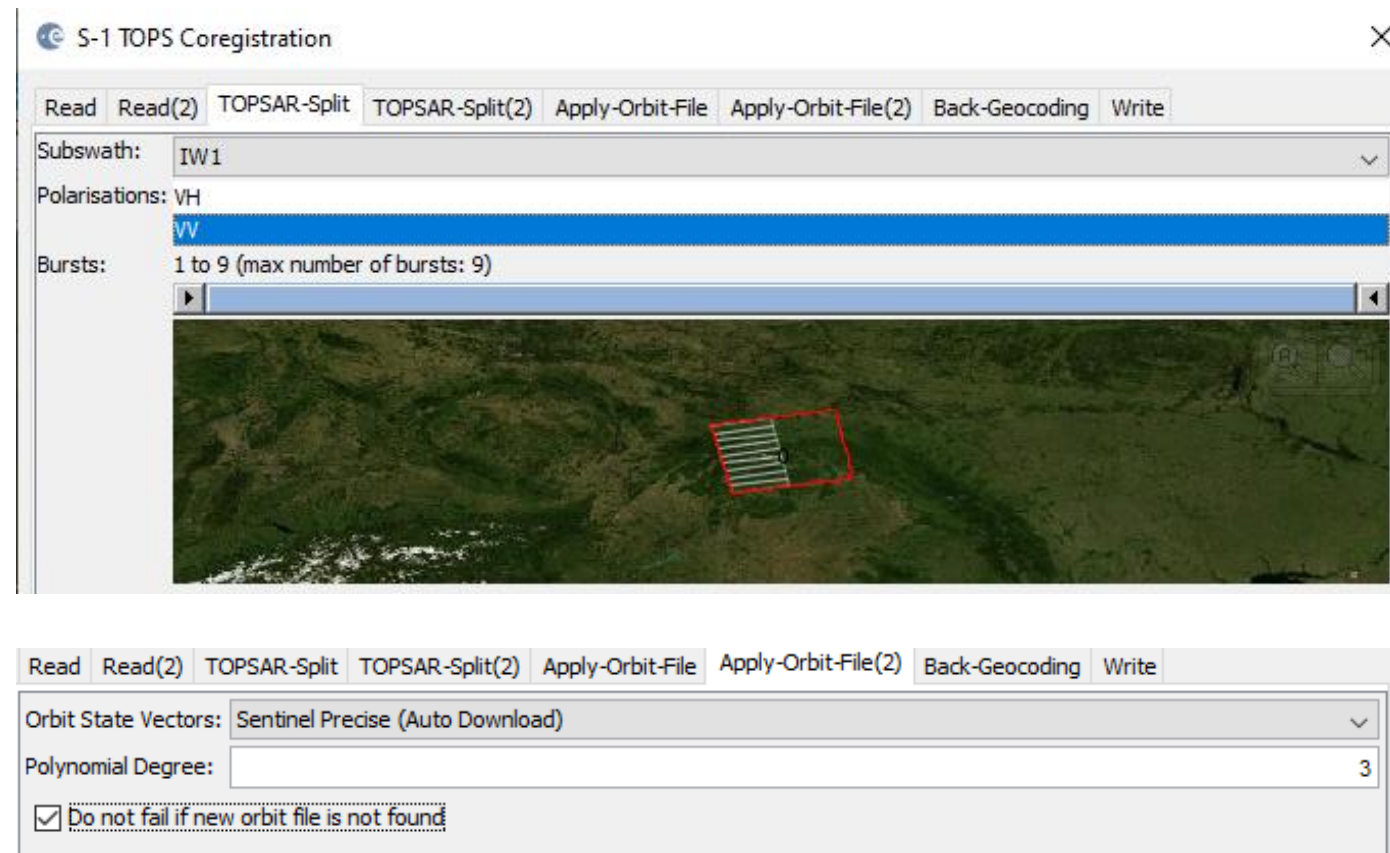 S-1 TOPS Coregistration
Read Read(2) TOPSAR-Split TOPSAR-Split(2) Apply-Orbit-File Apply-Orbit-File(2) Back-Geocoding Write
Subswath: IW1
Polarisations: VH
VV
Bursts: 1 to 9 (max number of bursts: 9)
Read Read(2) TOPSAR-Split TOPSAR-Split(2) Apply-Orbit-File Apply-Orbit-File(2) Back-Geocoding Write
Orbit State Vectors: Sentinel Precise (Auto Download)
Polynomial Degree: 3
Do not fail if new orbit file is not found